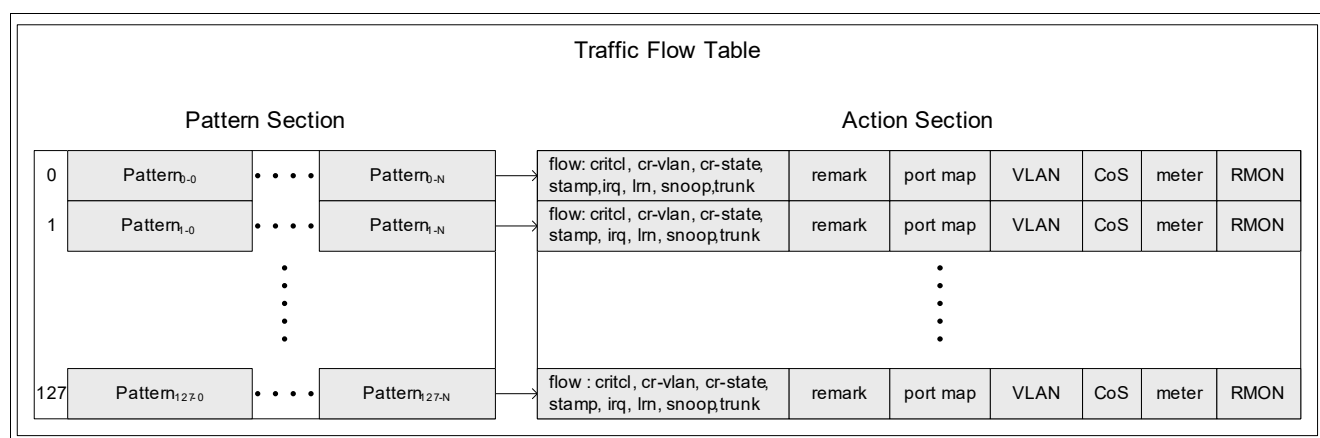 Traffic Flow Table
Pattern Section
Action Section
0 Pattern0-0 Pattern0-N flow: critcl, cr-vlan, cr-state, remark port map VLAN CoS meter RMON
stamp,irq, lrn, snoop,trunk
1 Pattern1-0 Pattern1-N flow: critcl, cr-vlan, cr-state, remark port map VLAN CoS meter RMON
stamp, irq, lrn, snoop,trunk
127 Pattern127-0 Pattern127-N flow : critcl, cr-vlan, cr-state, remark port map VLAN CoS meter RMON
stamp, irq, lrn, snoop,trunk